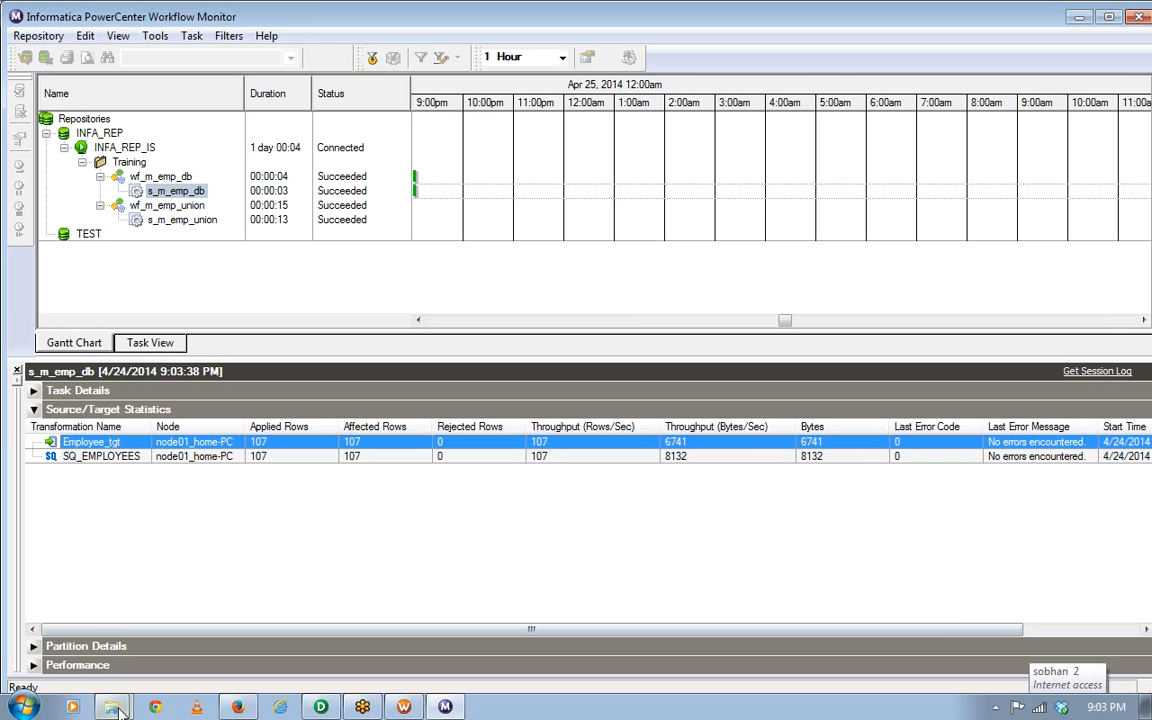 Informatica PowerCenter Workflow Monitor
Repository Edit View Tools Task Filters Help
1 Hour
Name Duration Status Apr 25, 2014 12:00am
9:00pm 10:00pm 11:00pm 12:00am 1:00am 2:00am 3:00am 4:00am 5:00am 6:00am 7:00am 8:00am 9:00am 10:00am 11:00a
Repositories
INFA_REP
INFA_REP_IS 1 day 00:04 Connected
Training
wf_m_emp_db 00:00:04 Succeeded
s_m_emp_db 00:00:03 Succeeded
wf_m_emp_union 00:00:15 Succeeded
s_m_emp_union 00:00:13 Succeeded
TEST
Gantt Chart Task View
s_m_emp_db [4/24/2014 9:03:38 PM] Get Session Log
Task Details
Source/Target Statistics
Transformation Name Node Applied Rows Affected Rows Rejected Rows Throughput (Rows/Sec) Throughput (Bytes/Sec) Bytes Last Error Code Last Error Message Start Time
Employee_tgt node01_home-PC 107 107 0 107 6741 6741 0 No errors encountered. 4/24/2014
SQ_EMPLOYEES node01_home-PC 107 107 0 107 8132 8132 0 No errors encountered. 4/24/2014
Partition Details
Performance
Ready
sobhan 2
Internet access
9:03 PM